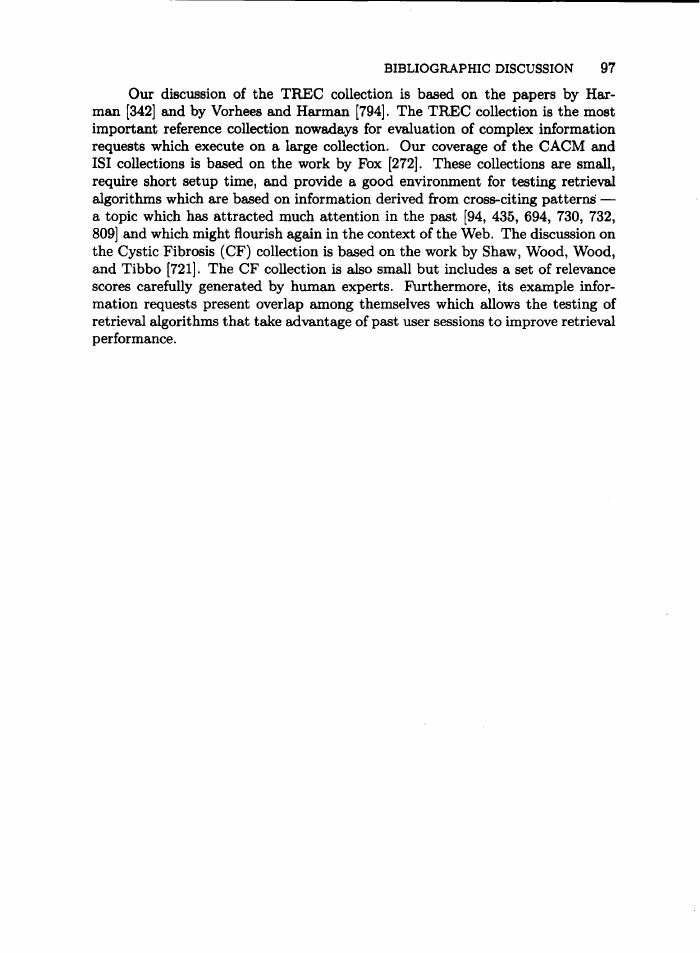 BIBLIOGRAPHIC DISCUSSION 97
Our discussion of the TREC collection is based on the papers by Har-
man [342] and by Vorhees and Harman [794]. The TREC collection is the most
important reference collection nowadays for evaluation of complex information
requests which execute on a large collection. Our coverage of the CACM and
ISI collections is based on the work by Fox [272]. These collections are small,
require short setup time, and provide a good environment for testing retrieval
algorithms which are based on information derived from cross-citing patterns —
a topic which has attracted much attention in the past [94, 435, 694, 730, 732,
809] and which might flourish again in the context of the Web. The discussion on
the Cystic Fibrosis (CF) collection is based on the work by Shaw, Wood, Wood,
and Tibbo [721]. The CF collection is also small but includes a set of relevance
scores carefully generated by human experts. Furthermore, its example infor-
mation requests present overlap among themselves which allows the testing of
retrieval algorithms that take advantage of past user sessions to improve retrieval
performance.